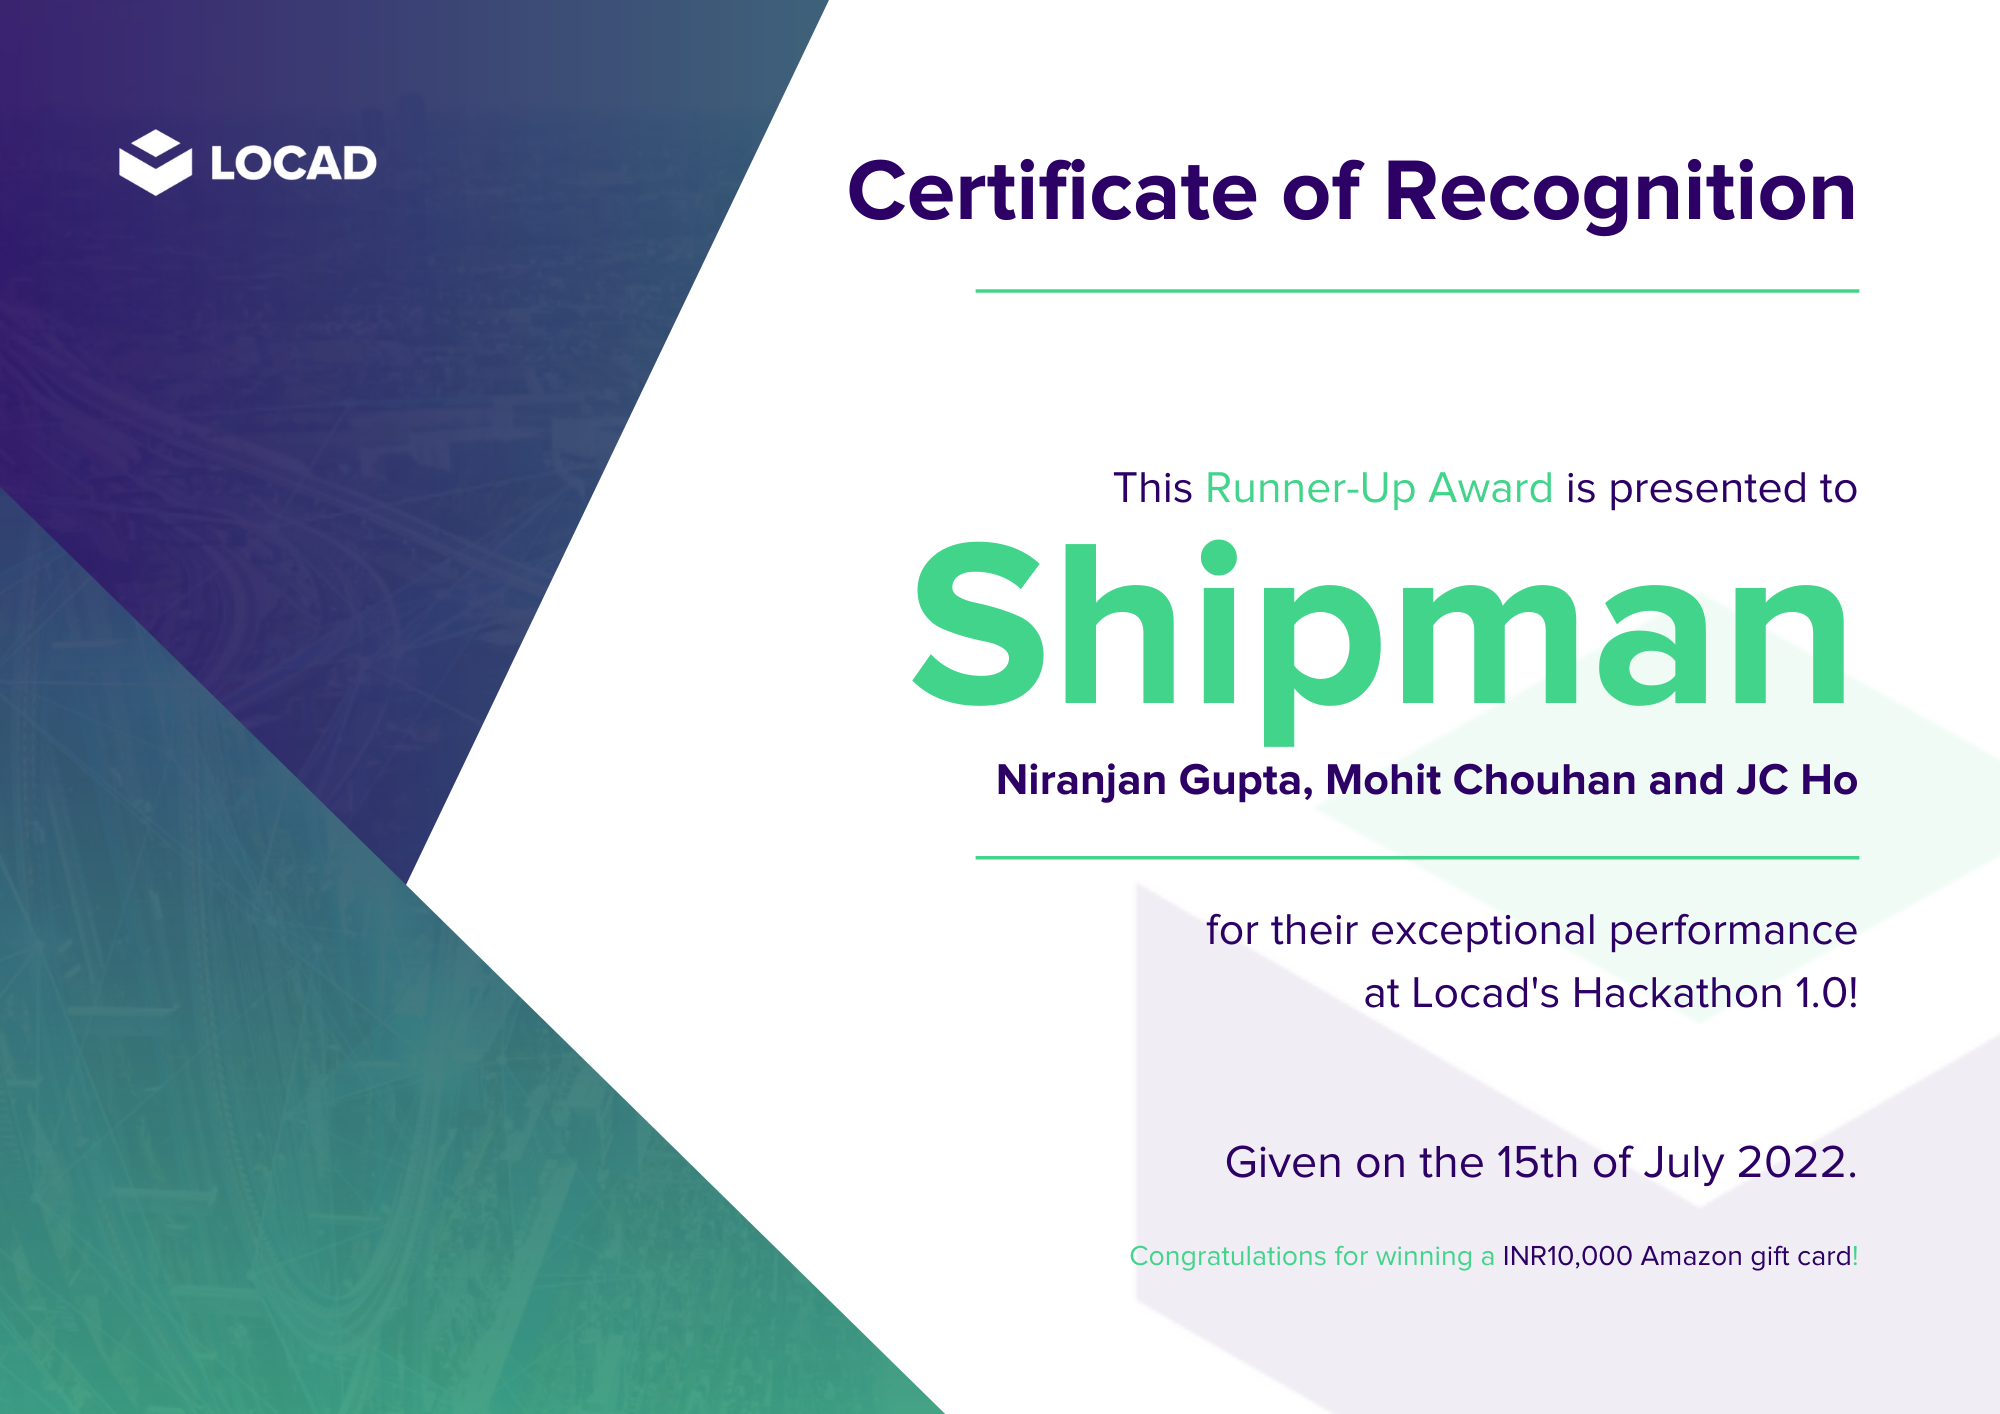 LOCAD
Certificate of Recognition
This Runner-Up Award is presented to
Shipman
Niranjan Gupta, Mohit Chouhan and JC Ho
for their exceptional performance
at Locad's Hackathon 1.0!
Given on the 15th of July 2022.
Congratulations for winning a INR10,000 Amazon gift card!